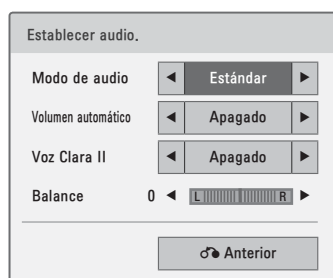 Establecer audio.
Modo de audio ◀ Estándar ▶
Volumen automático ◀ Apagado ▶
Voz Clara II ◀ Apagado ▶
Balance 0 ◀ L R ▶
Anterior